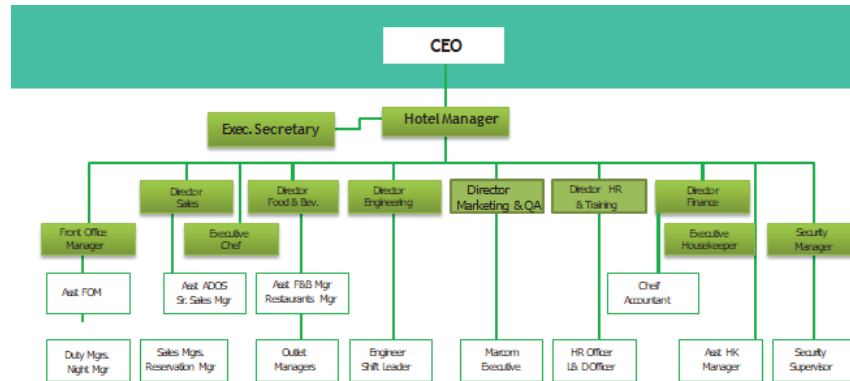 CEO
Hotel Manager
Exec. Secretary
Director
Sales
Director
Food & Bev.
Director
Engineering
Director
Marketing & QA
Director HR
& Training
Director
Finance
Front Office
Manager
Executive
Chef
Executive
Housekeeper
Security
Manager
Asst FOM
Asst ADOS
Sr. Sales Mgr
Asst F&B Mgr
Restaurants Mgr
Cheif
Accountant
Duty Mgrs.
Night Mgr
Sales Mgrs.
Reservation Mgr
Outlet
Managers
Engineer
Shift Leader
Marcom
Executive
HR Officer
L& D Officer
Asst HK
Manager
Security
Supervisor